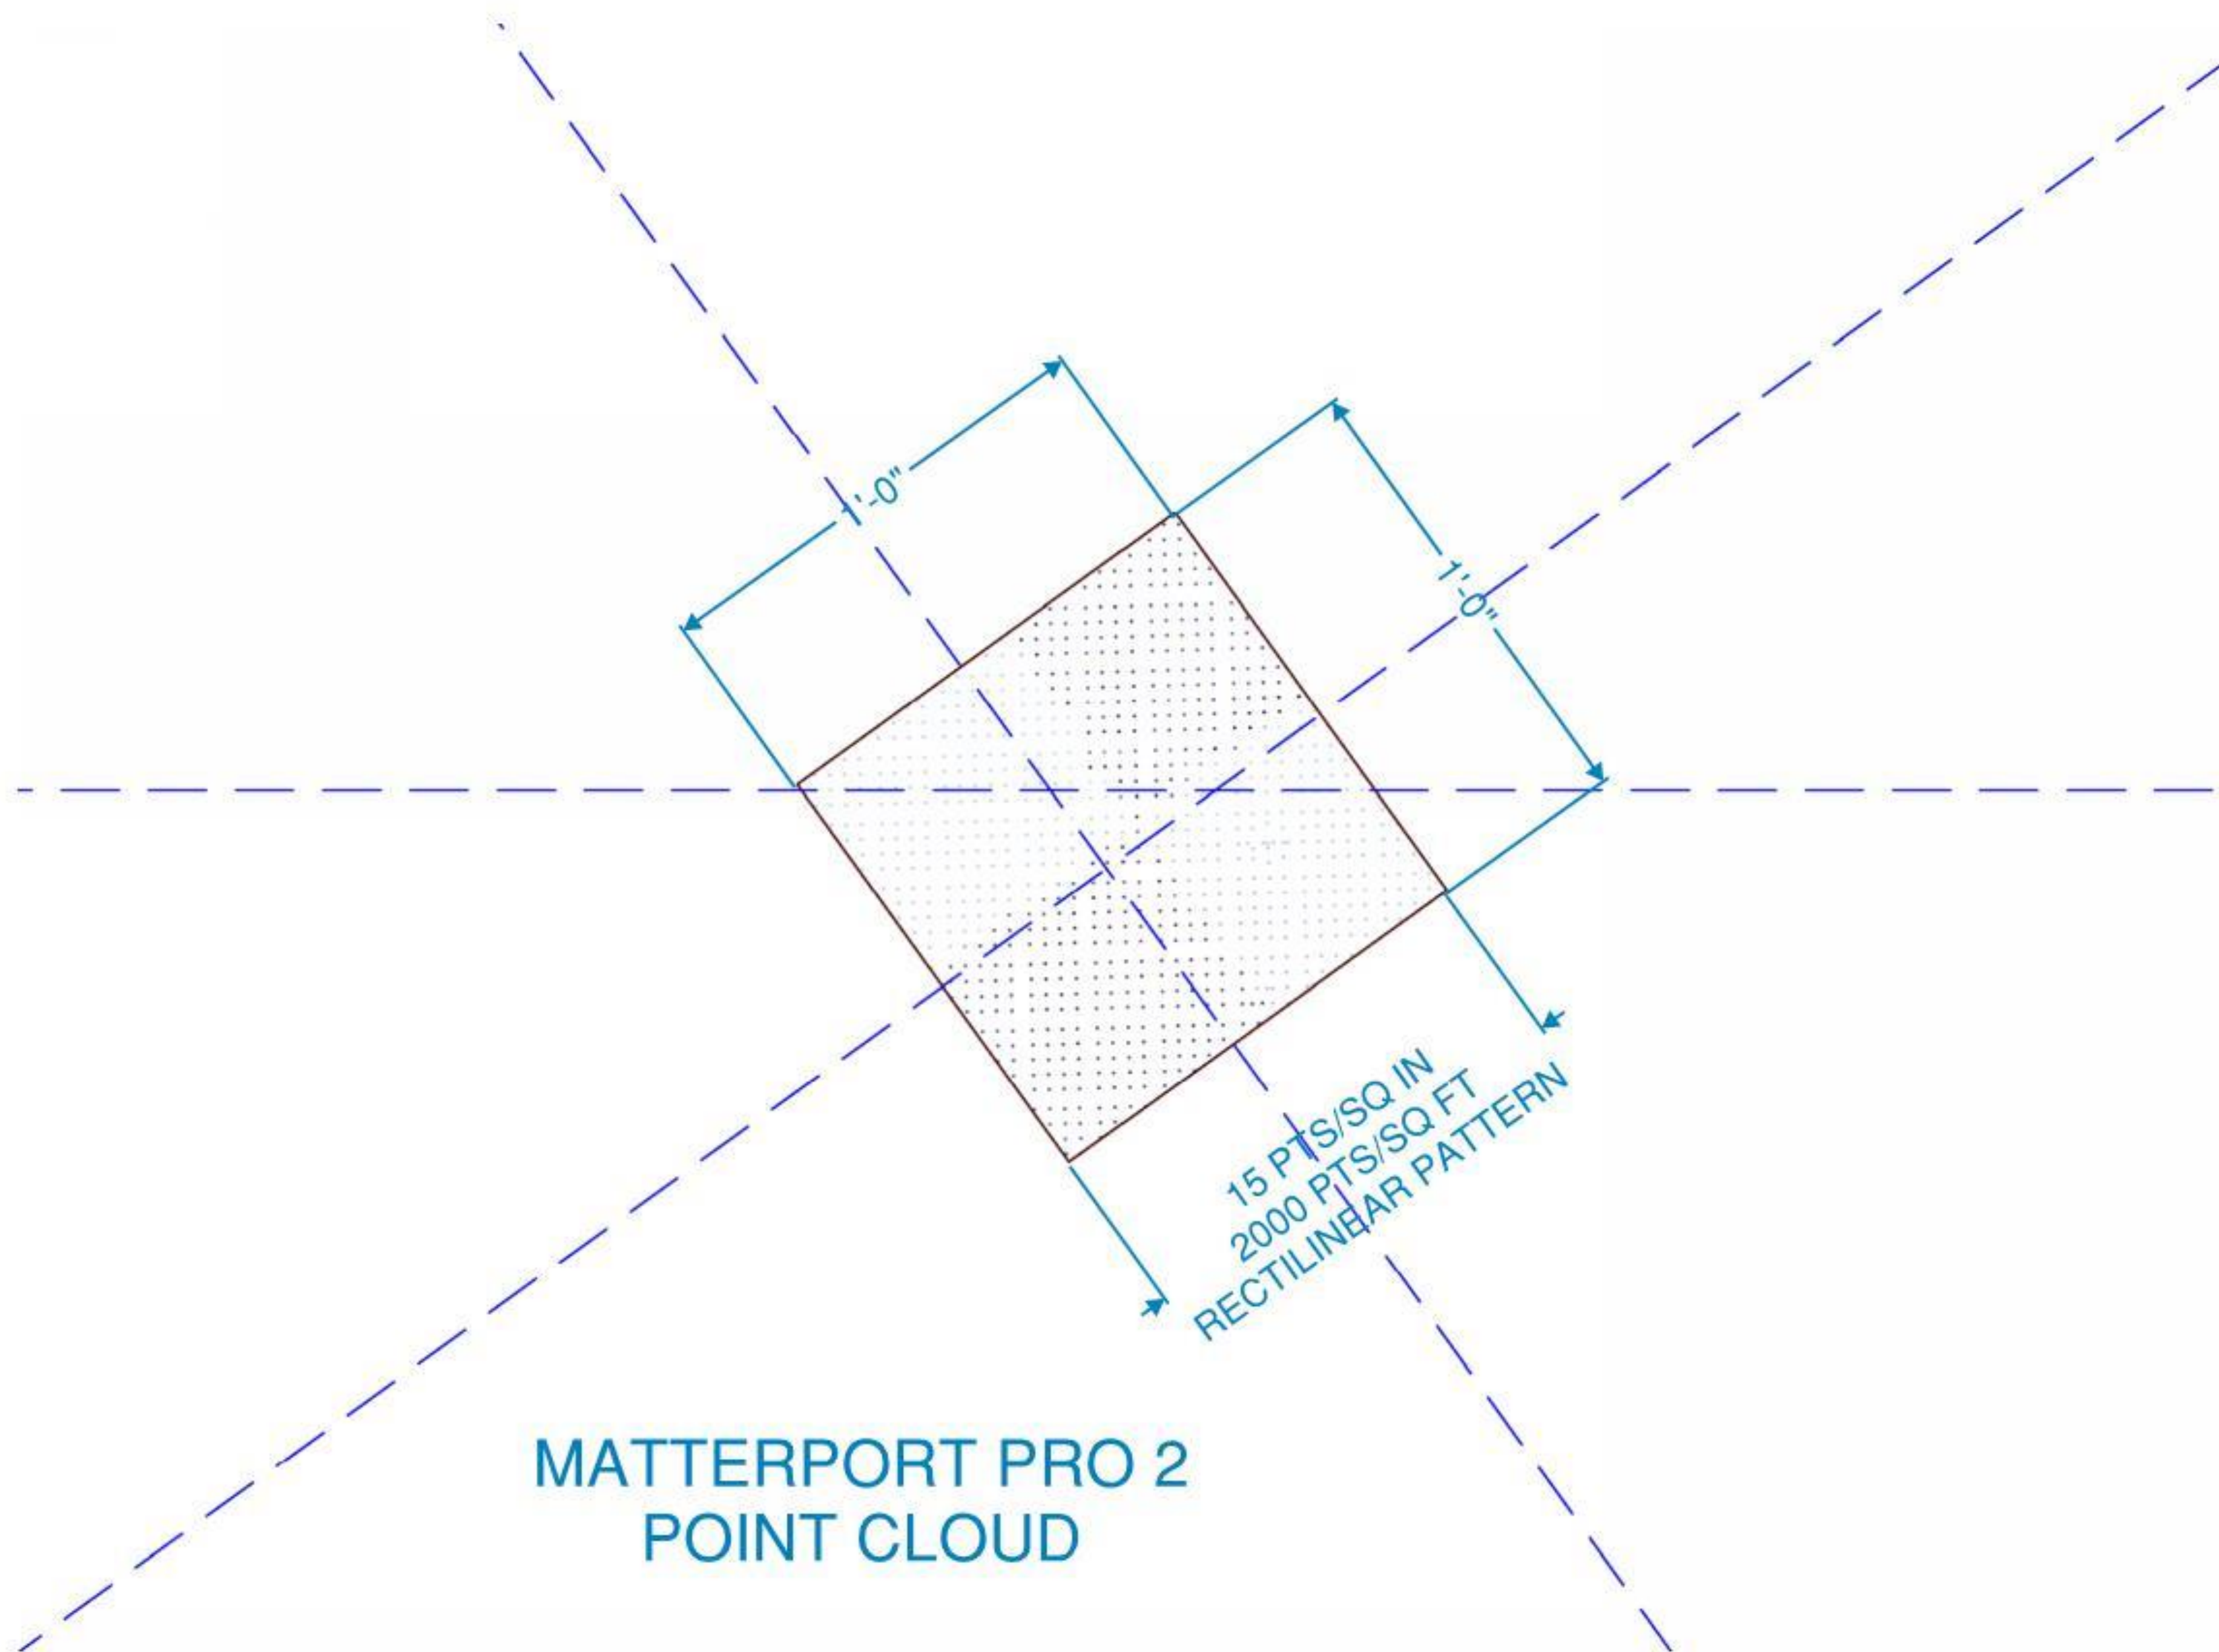 1'-0"
1'-0"
15 PTS/SQ IN
2000 PTS/SQ FT
RECTILINEAR PATTERN
MATTERPORT PRO 2
POINT CLOUD